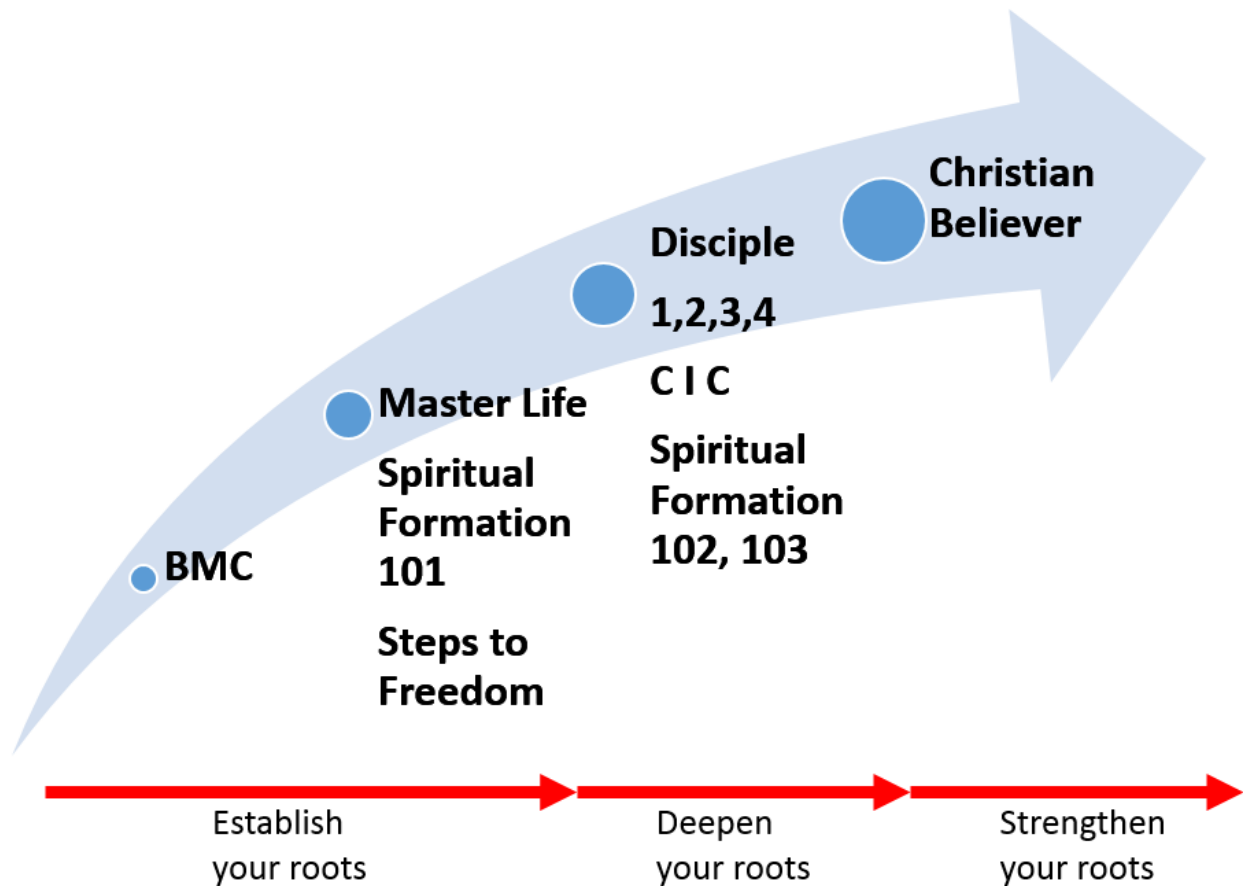 BMC
Master Life
Spiritual
Formation
101
Steps to
Freedom
Disciple
1,2,3,4
C I C
Spiritual
Formation
102, 103
Christian
Believer
Establish
your roots
Deepen
your roots
Strengthen
your roots